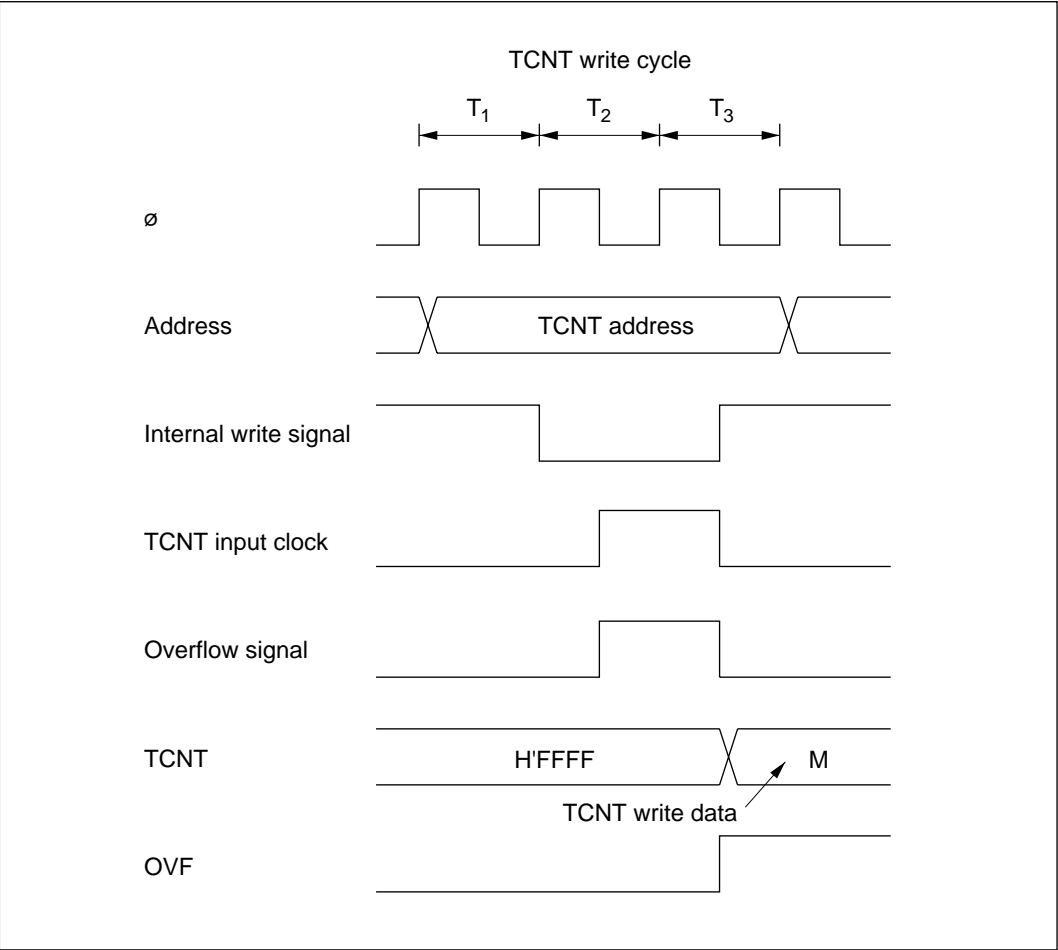 TCNT write cycle
T1 T2 T3
ø
Address TCNT address
Internal write signal
TCNT input clock
Overflow signal
TCNT H'FFFF M
TCNT write data
OVF